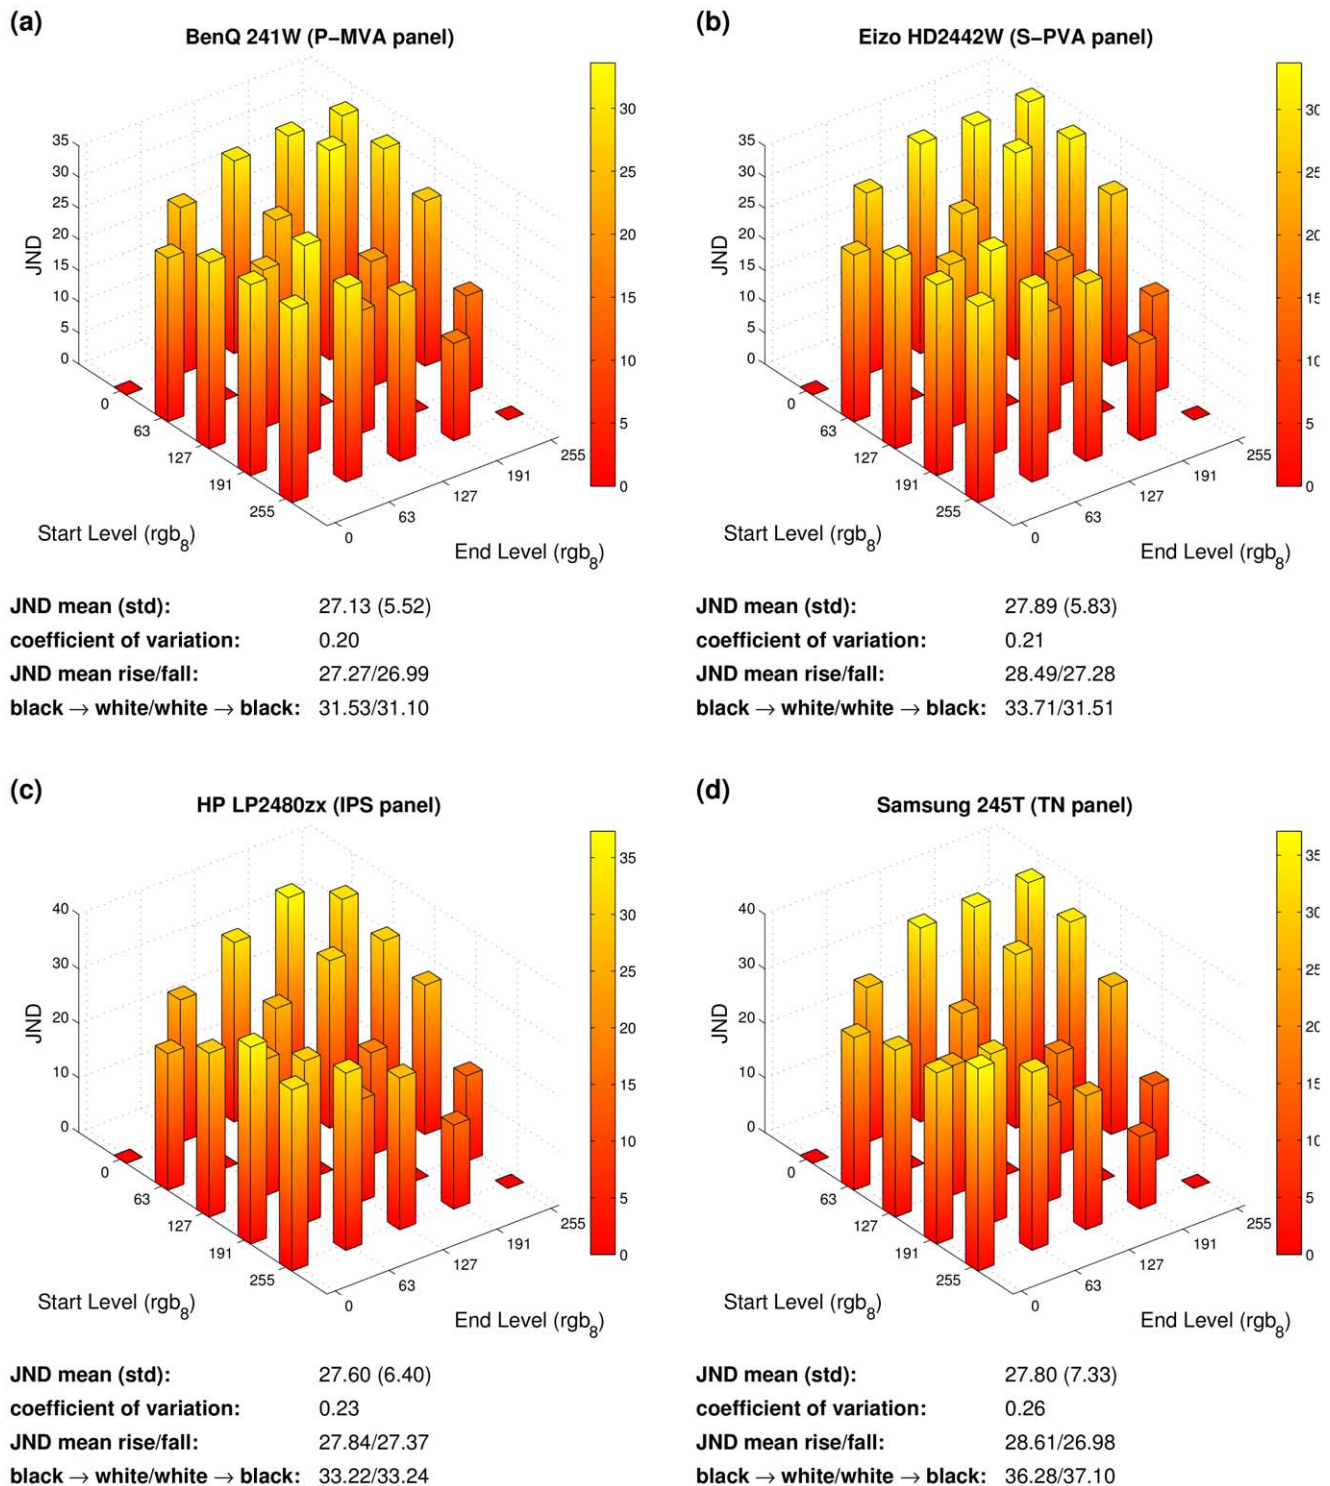 (a)
BenQ 241W (P−MVA panel)
35
30
25
20
15
10
5
0
JND
0
63
127
191
255
Start Level (rgb8)
0
63
127
191
255
End Level (rgb8)
30
25
20
15
10
5
0
JND mean (std): 27.13 (5.52)
coefficient of variation: 0.20
JND mean rise/fall: 27.27/26.99
black → white/white → black: 31.53/31.10
(b)
Eizo HD2442W (S−PVA panel)
35
30
25
20
15
10
5
0
JND
0
63
127
191
255
Start Level (rgb8)
0
63
127
191
255
End Level (rgb8)
25
15
10
5
0
JND mean (std): 27.89 (5.83)
coefficient of variation: 0.21
JND mean rise/fall: 28.49/27.28
black → white/white → black: 33.71/31.51
(c)
HP LP2480zx (IPS panel)
40
30
20
10
0
JND
0
63
127
191
255
Start Level (rgb8)
0
63
127
191
255
End Level (rgb8)
35
30
25
20
15
10
5
0
JND mean (std): 27.60 (6.40)
coefficient of variation: 0.23
JND mean rise/fall: 27.84/27.37
black → white/white → black: 33.22/33.24
(d)
Samsung 245T (TN panel)
40
30
20
10
0
JND
0
63
127
191
255
Start Level (rgb8)
0
63
127
191
255
End Level (rgb8)
25
15
5
0
JND mean (std): 27.80 (7.33)
coefficient of variation: 0.26
JND mean rise/fall: 28.61/26.98
black → white/white → black: 36.28/37.10